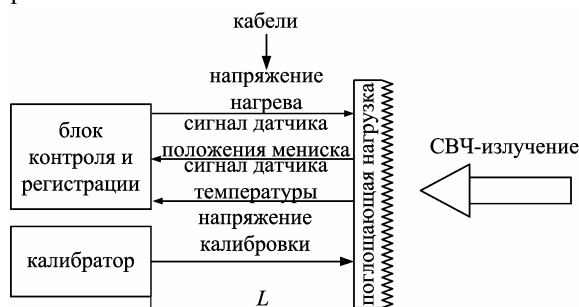 кабели
напряжение
нагрева
сигнал датчика
положения мениска
сигнал датчика
температуры
напряжение
калибровки
блок
контроля и
регистрации
калибратор
L
поглощающая нагрузка
СВЧ-излучение